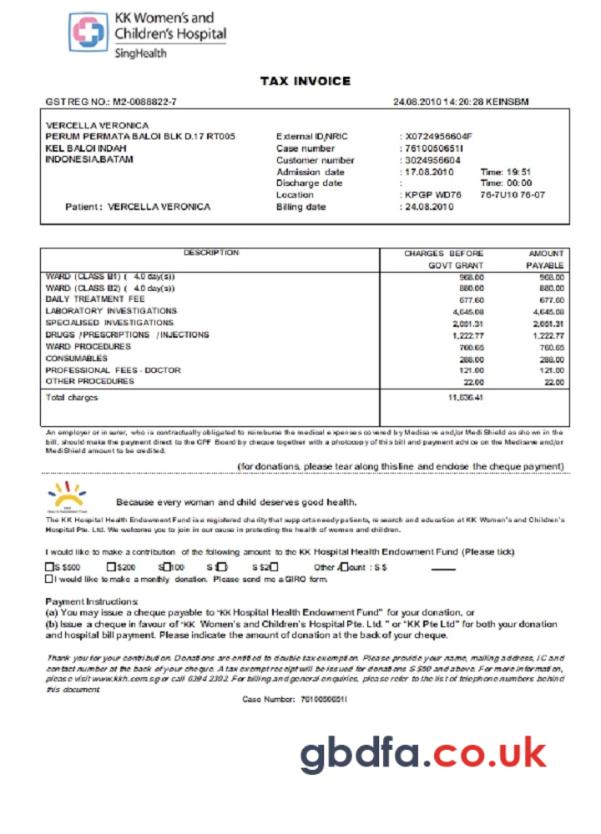 KK Women's and
Children's Hospital
SingHealth
TAX INVOICE
GST REG NO.: M2-0088822-7 24.08.2010 14:20:28 KEINSBM
VERCELLA VERONICA
PERUM PERMATA BALOI BLK D.17 RT005 External ID/NRIC : X0724956604F
KEL BALOI INDAH Case number : 7610050651I
INDONESIA.BATAM Customer number : 3024956604
Admission date : 17.08.2010 Time: 19:51
Discharge date : Time: 00:00
Location : KPGP WD76 76-7U10 76-07
Patient : VERCELLA VERONICA Billing date : 24.08.2010
DESCRIPTION CHARGES BEFORE AMOUNT
GOVT GRANT PAYABLE
WARD (CLASS B1) ( 4.0 day(s)) 968.00 968.00
WARD (CLASS B2) ( 4.0 day(s)) 880.00 880.00
DAILY TREATMENT FEE 677.60 677.60
LABORATORY INVESTIGATIONS 4,645.08 4,645.08
SPECIALISED INVESTIGATIONS 2,051.31 2,051.31
DRUGS /PRESCRIPTIONS /INJECTIONS 1,222.77 1,222.77
WARD PROCEDURES 760.65 760.65
CONSUMABLES 288.00 288.00
PROFESSIONAL FEES - DOCTOR 121.00 121.00
OTHER PROCEDURES 22.00 22.00
Total charges 11,636.41
An employer or insurer, who is contractually obligated to reimburse the medical expenses covered by Medisave and/or Medi Shield as shown in the
bill, should make the payment direct to the CPF Board by cheque together with a photocopy of this bill and payment advice on the Medisave and/or
MediShield amount to be credited.
(for donations, please tear along this line and enclose the cheque payment)
Because every woman and child deserves good health.
The KK Hospital Health Endowment Fund is a registered charity that supports needy patients, research and education at KK Women's and Children's
Hospital Pte. Ltd. We welcome you to join in our cause in protecting the health of women and children.
I would like to make a contribution of the following amount to the KK Hospital Health Endowment Fund (Please tick)
S $500 $200 S 100 S $ S $2 Other A ount : S $
I would like to make a monthly donation. Please send me a GIRO form.
Payment Instructions:
(a) You may issue a cheque payable to "KK Hospital Health Endowment Fund" for your donation, or
(b) Issue a cheque in favour of "KK Women's and Children's Hospital Pte. Ltd. " or "KK Pte Ltd" for both your donation
and hospital bill payment. Please indicate the amount of donation at the back of your cheque.
Thank you for your contribution. Donations are entitled to double tax exemption. Please provide your name, mailing address, IC and
contact number at the back of your cheque. A tax exempt receipt will be issued for donations S $50 and above. For more information,
please visit www.kkh.com.sg or call 6394 2302. For billing and general enquiries, please refer to the list of telephone numbers behind
this document
Case Number: 7610050651I
gbdfa.co.uk